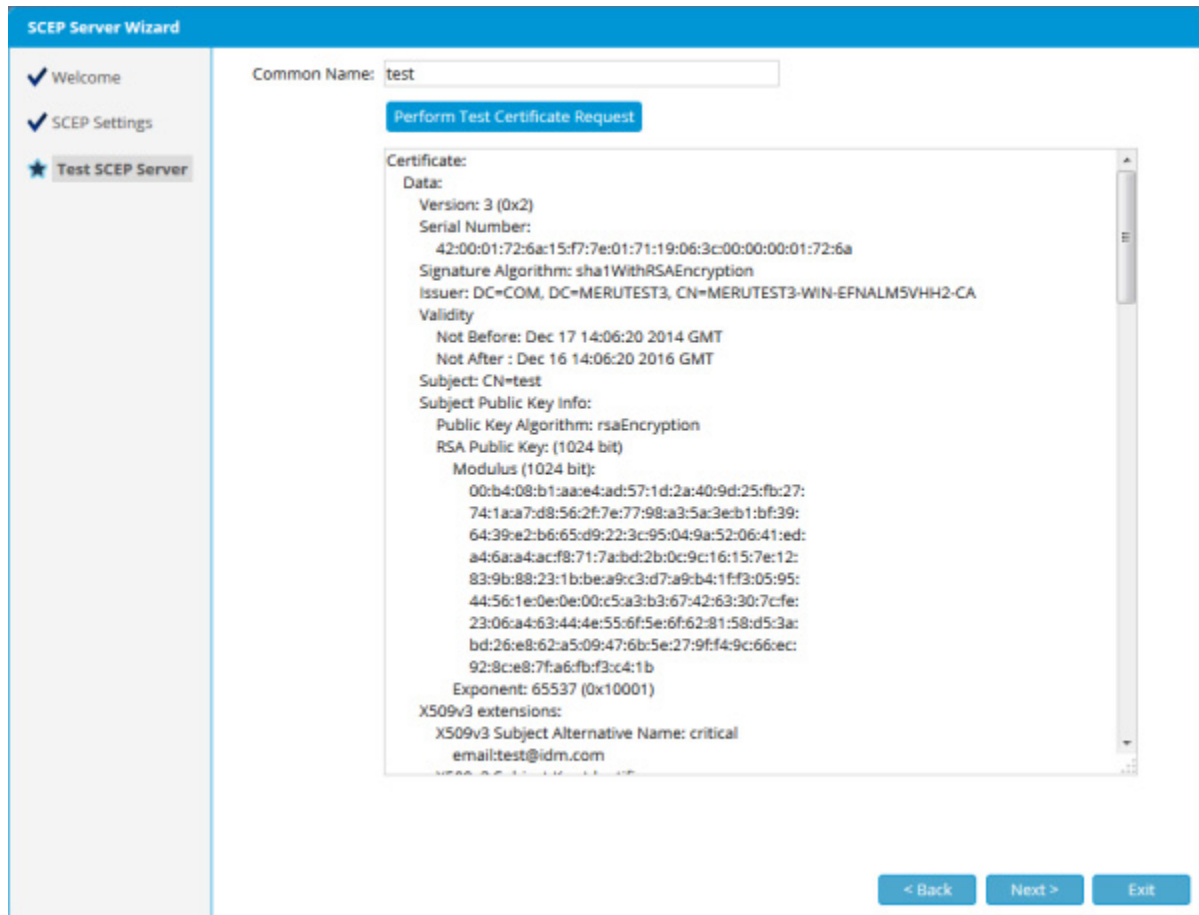 SCEP Server Wizard
Welcome
SCEP Settings
Test SCEP Server
Common Name: test
Perform Test Certificate Request
Certificate:
Data:
Version: 3 (0x2)
Serial Number:
42:00:01:72:6a:15:f7:7e:01:71:19:06:3c:00:00:00:01:72:6a
Signature Algorithm: sha1WithRSAEncryption
Issuer: DC=COM, DC=MERUTEST3, CN=MERUTEST3-WIN-EFNALM5VHH2-CA
Validity
Not Before: Dec 17 14:06:20 2014 GMT
Not After : Dec 16 14:06:20 2016 GMT
Subject: CN=test
Subject Public Key Info:
Public Key Algorithm: rsaEncryption
RSA Public Key: (1024 bit)
Modulus (1024 bit):
00:b4:08:b1:aa:e4:ad:57:1d:2a:40:9d:25:fb:27:
74:1a:a7:d8:56:2f:7e:77:98:a3:5a:3e:b1:bf:39:
64:39:e2:b6:65:d9:22:3c:95:04:9a:52:06:41:ed:
a4:6a:a4:ac:f8:71:7a:bd:2b:0c:9c:16:15:7e:12:
83:9b:88:23:1b:be:a9:c3:d7:a9:b4:1f:f3:05:95:
44:56:1e:0e:0e:00:c5:a3:b3:67:42:63:30:7c:fe:
23:06:a4:63:44:4e:55:6f:5e:6f:62:81:58:d5:3a:
bd:26:e8:62:a5:09:47:6b:5e:27:9f:f4:9c:66:ec:
92:8c:e8:7f:a6:fb:f3:c4:1b
Exponent: 65537 (0x10001)
X509v3 extensions:
X509v3 Subject Alternative Name: critical
email:test@idm.com
< Back
Next >
Exit